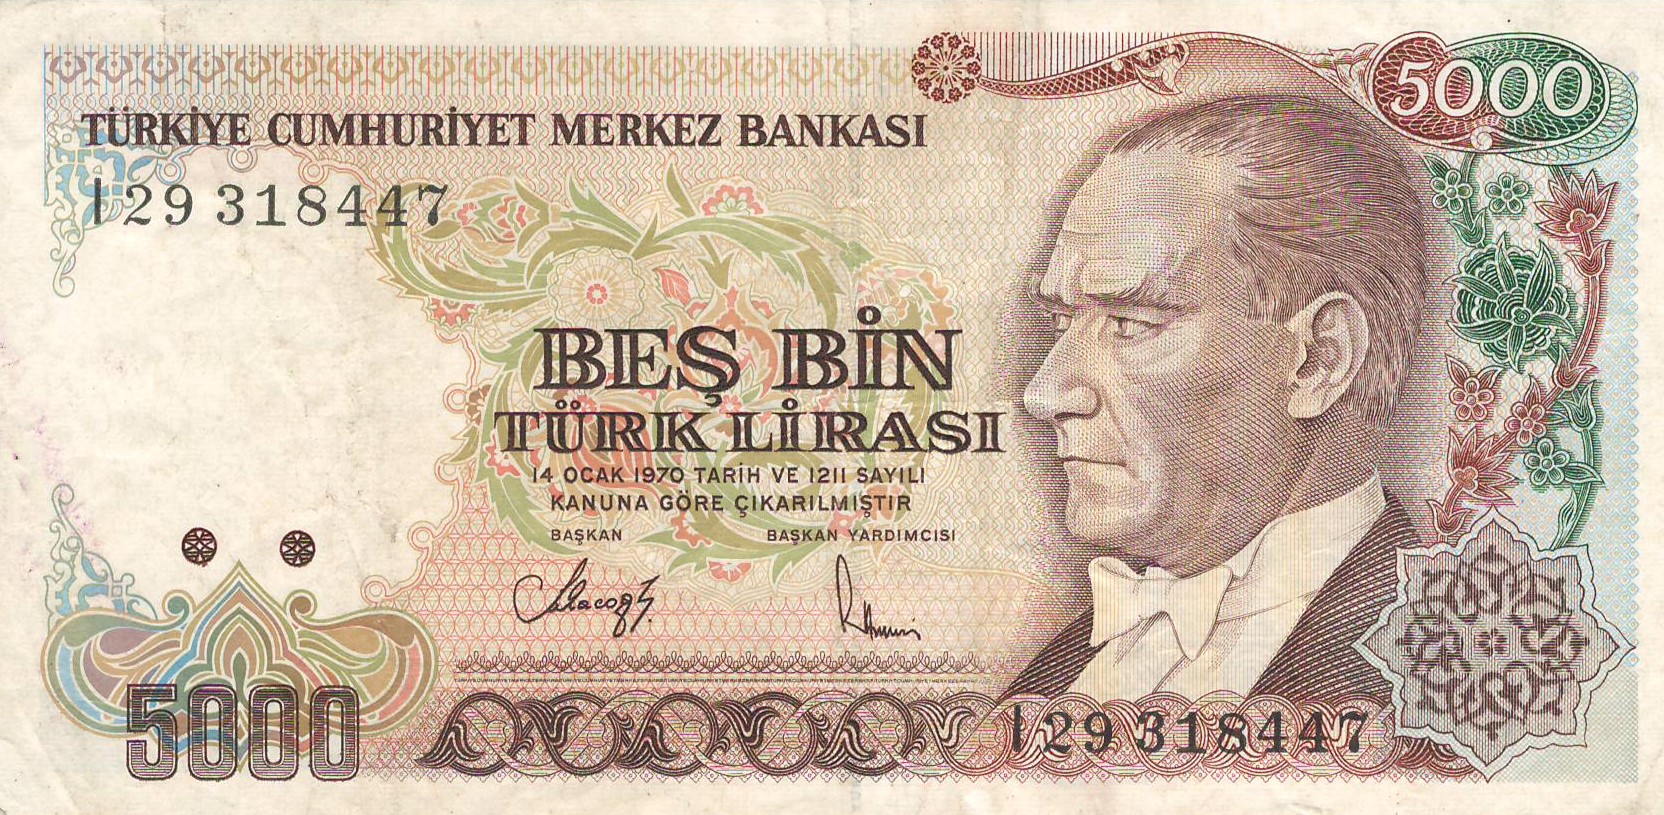 5000
TÜRKİYE CUMHURİYET MERKEZ BANKASI
I29 318447
BEŞ BİN
TÜRK LİRASI
14 OCAK 1970 TARİH VE 1211 SAYILI
KANUNA GÖRE ÇIKARILMIŞTIR
BAŞKAN BAŞKAN YARDIMCISI
5000
I29 318447